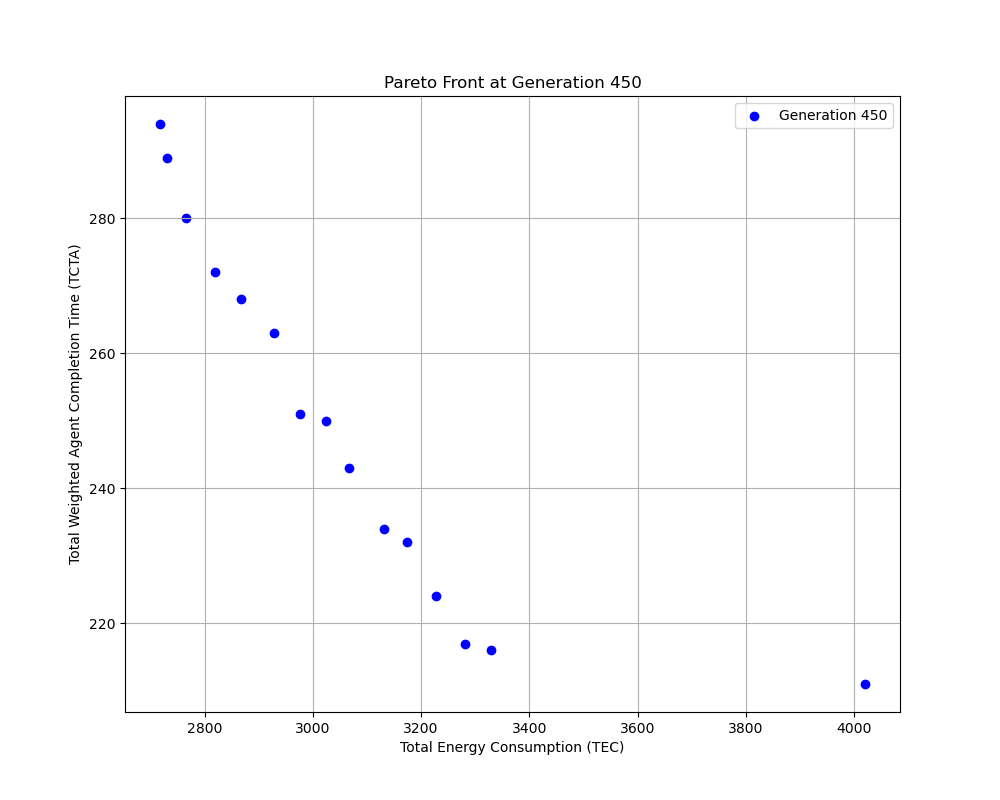 Pareto Front at Generation 450
Generation 450
Total Weighted Agent Completion Time (TCTA)
280
260
240
220
2800 3000 3200 3400 3600 3800 4000
Total Energy Consumption (TEC)